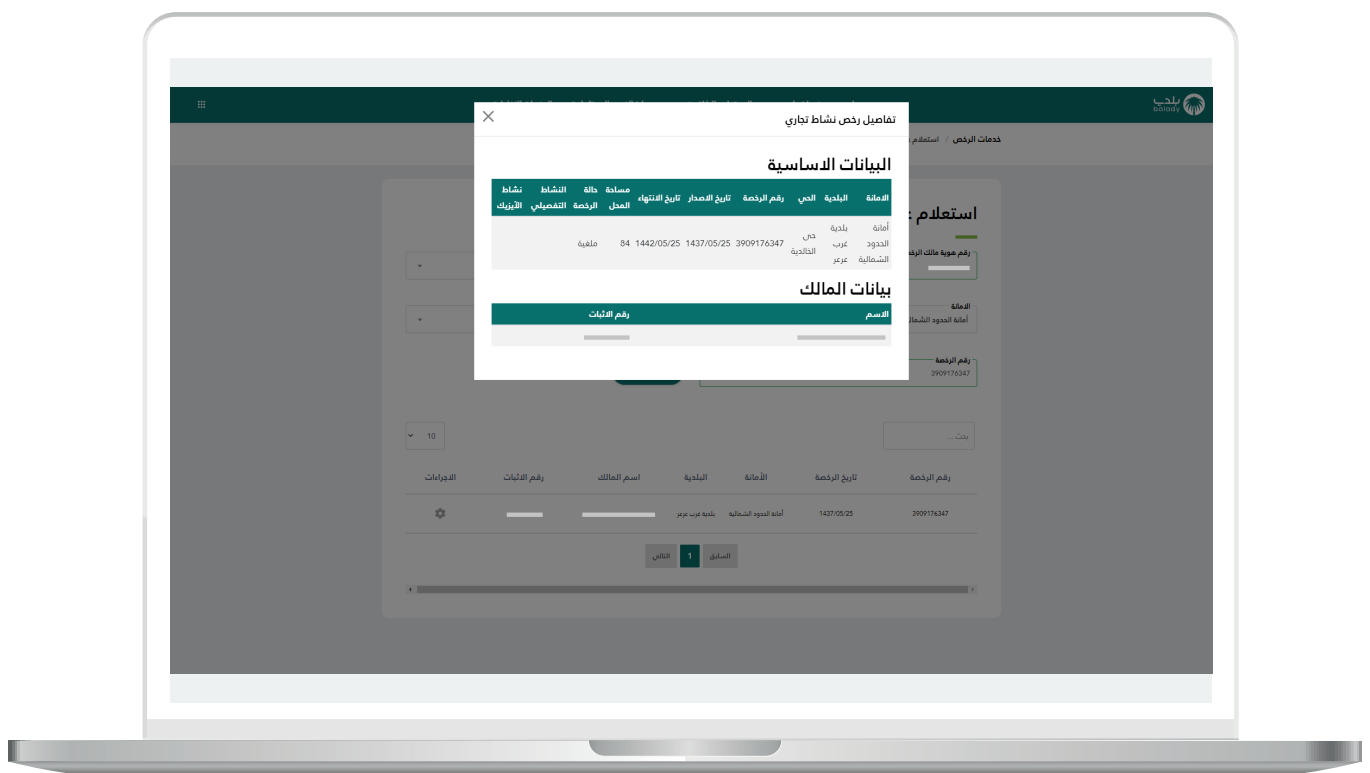 بلدي
balady
خدمات الرخص / استعلام
تفاصيل رخص نشاط تجاري
البيانات الاساسية
الامانة البلدية الحي رقم الرخصة تاريخ الاصدار تاريخ الانتهاء مساحة المحل حالة الرخصة النشاط التفصيلي نشاط الآيزيك
أمانة الحدود الشمالية بلدية غرب عرعر حى الخالدية 3909176347 1437/05/25 1442/05/25 84 ملغية
بيانات المالك
الاسم رقم الاثبات
استعلام
رقم هوية مالك الرخ
الامانة
أمانة الحدود الشمال
رقم الرخصة
3909176347
بحث ... 10
رقم الرخصة تاريخ الرخصة الأمانة البلدية اسم المالك رقم الاثبات الاجراءات
3909176347 1437/05/25 أمانة الحدود الشمالية بلدية غرب عرعر
السابق 1 التالي